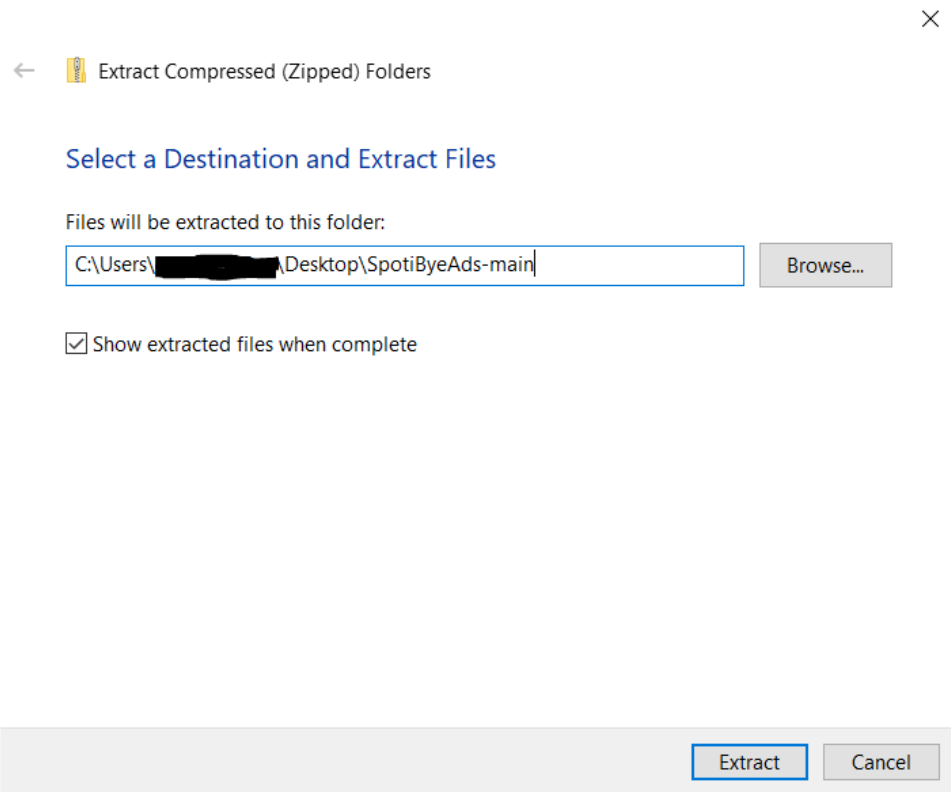 Extract Compressed (Zipped) Folders
Select a Destination and Extract Files
Files will be extracted to this folder:
C:\Users\ \Desktop\SpotiByeAds-main
Browse...
Show extracted files when complete
Extract
Cancel